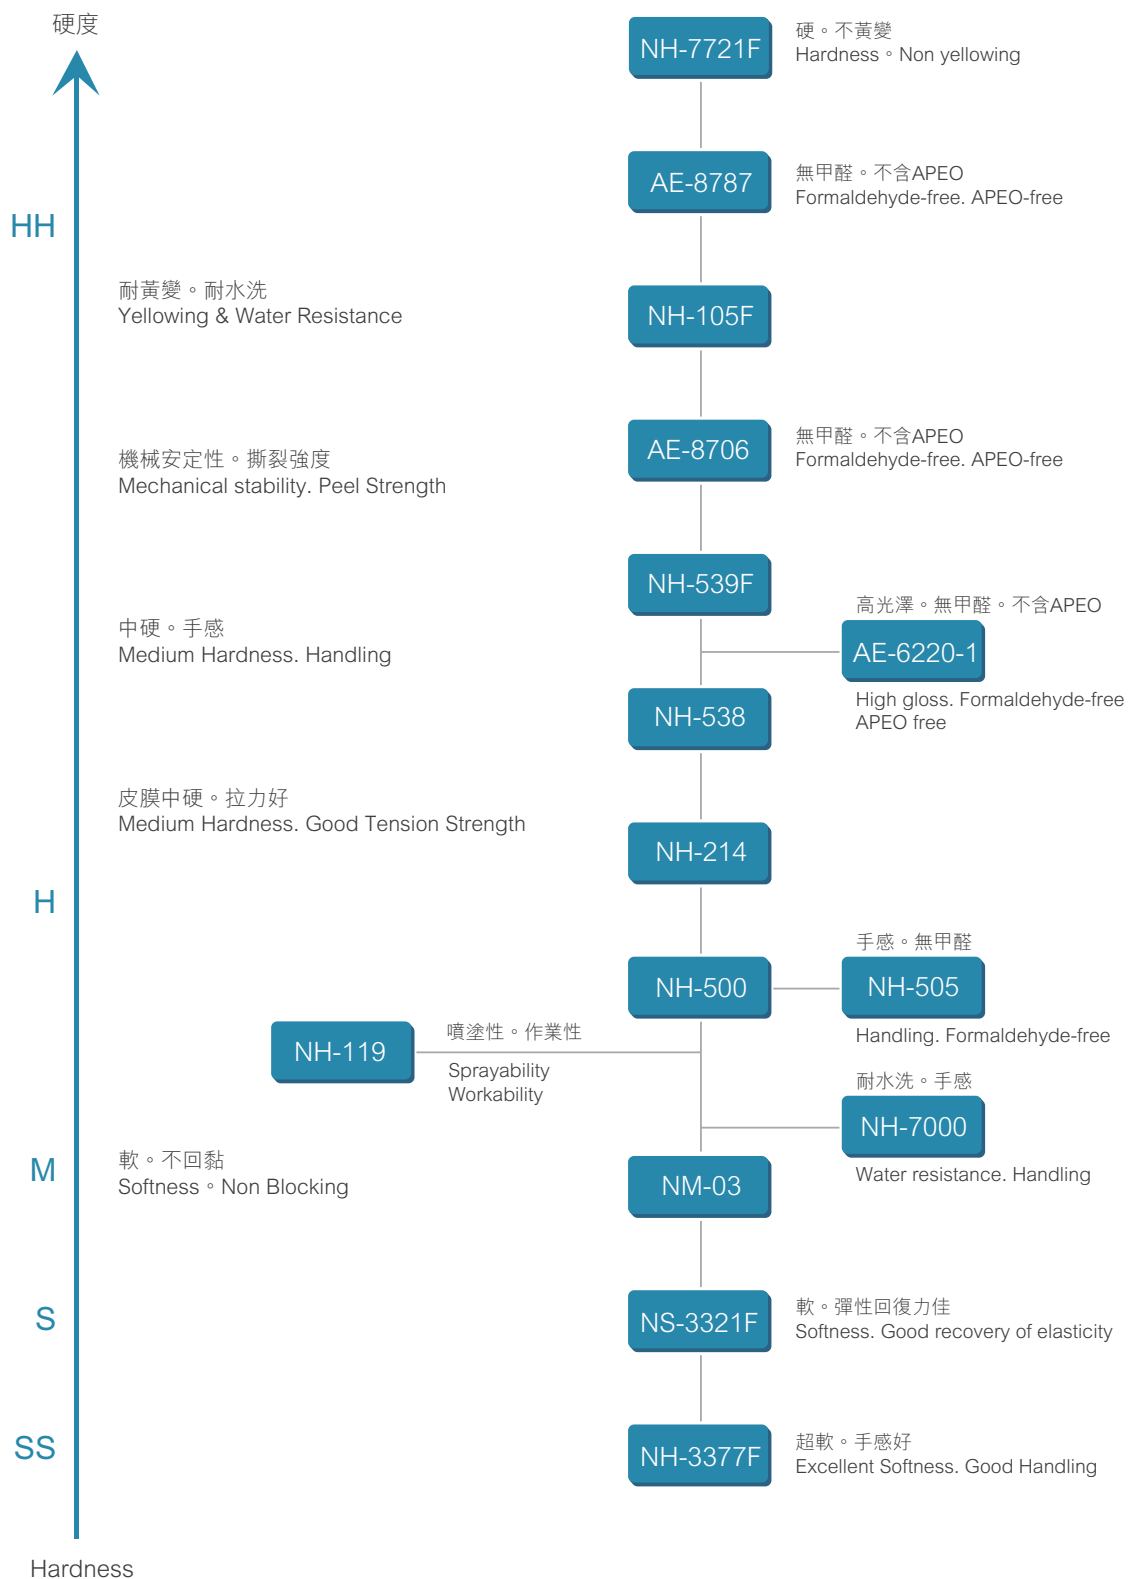 硬度
NH-7721F
硬。不黃變
Hardness。Non yellowing
AE-8787
無甲醛。不含APEO
Formaldehyde-free. APEO-free
HH
耐黃變。耐水洗
Yellowing & Water Resistance
NH-105F
AE-8706
無甲醛。不含APEO
Formaldehyde-free. APEO-free
機械安定性。撕裂強度
Mechanical stability. Peel Strength
NH-539F
高光澤。無甲醛。不含APEO
AE-6220-1
High gloss. Formaldehyde-free
APEO free
中硬。手感
Medium Hardness. Handling
NH-538
皮膜中硬。拉力好
Medium Hardness. Good Tension Strength
NH-214
H
手感。無甲醛
NH-500
NH-505
Handling. Formaldehyde-free
NH-119
噴塗性。作業性
Sprayability
Workability
耐水洗。手感
NH-7000
Water resistance. Handling
M
軟。不回黏
Softness。Non Blocking
NM-03
S
NS-3321F
軟。彈性回復力佳
Softness. Good recovery of elasticity
SS
NH-3377F
超軟。手感好
Excellent Softness. Good Handling
Hardness